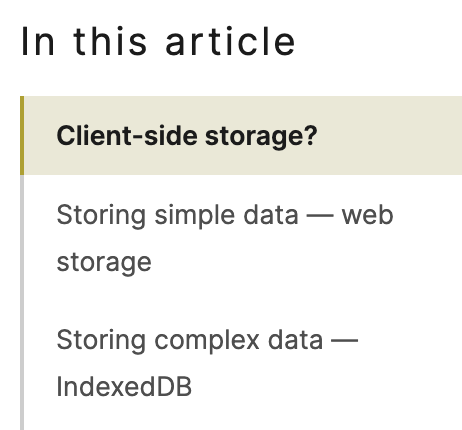 In this article
Client-side storage?
Storing simple data — web
storage
Storing complex data —
IndexedDB